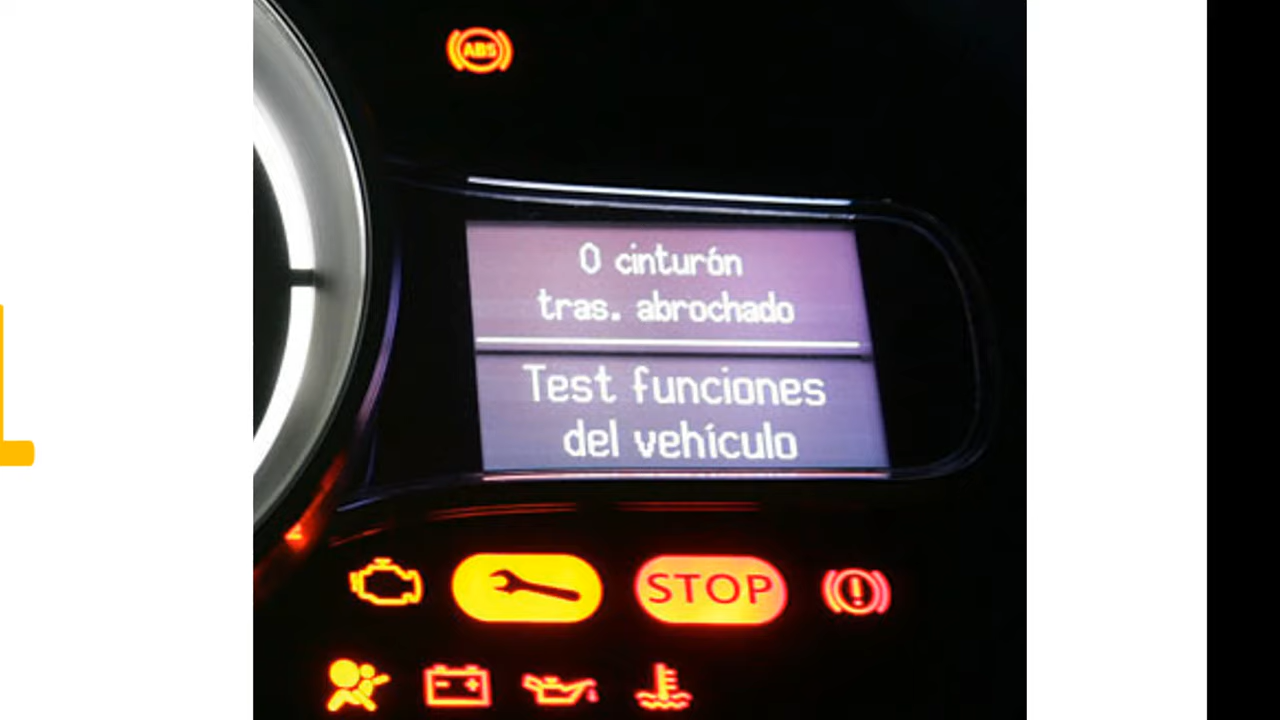 ABS
0 cinturón
tras. abrochado
Test funciones
del vehículo
STOP